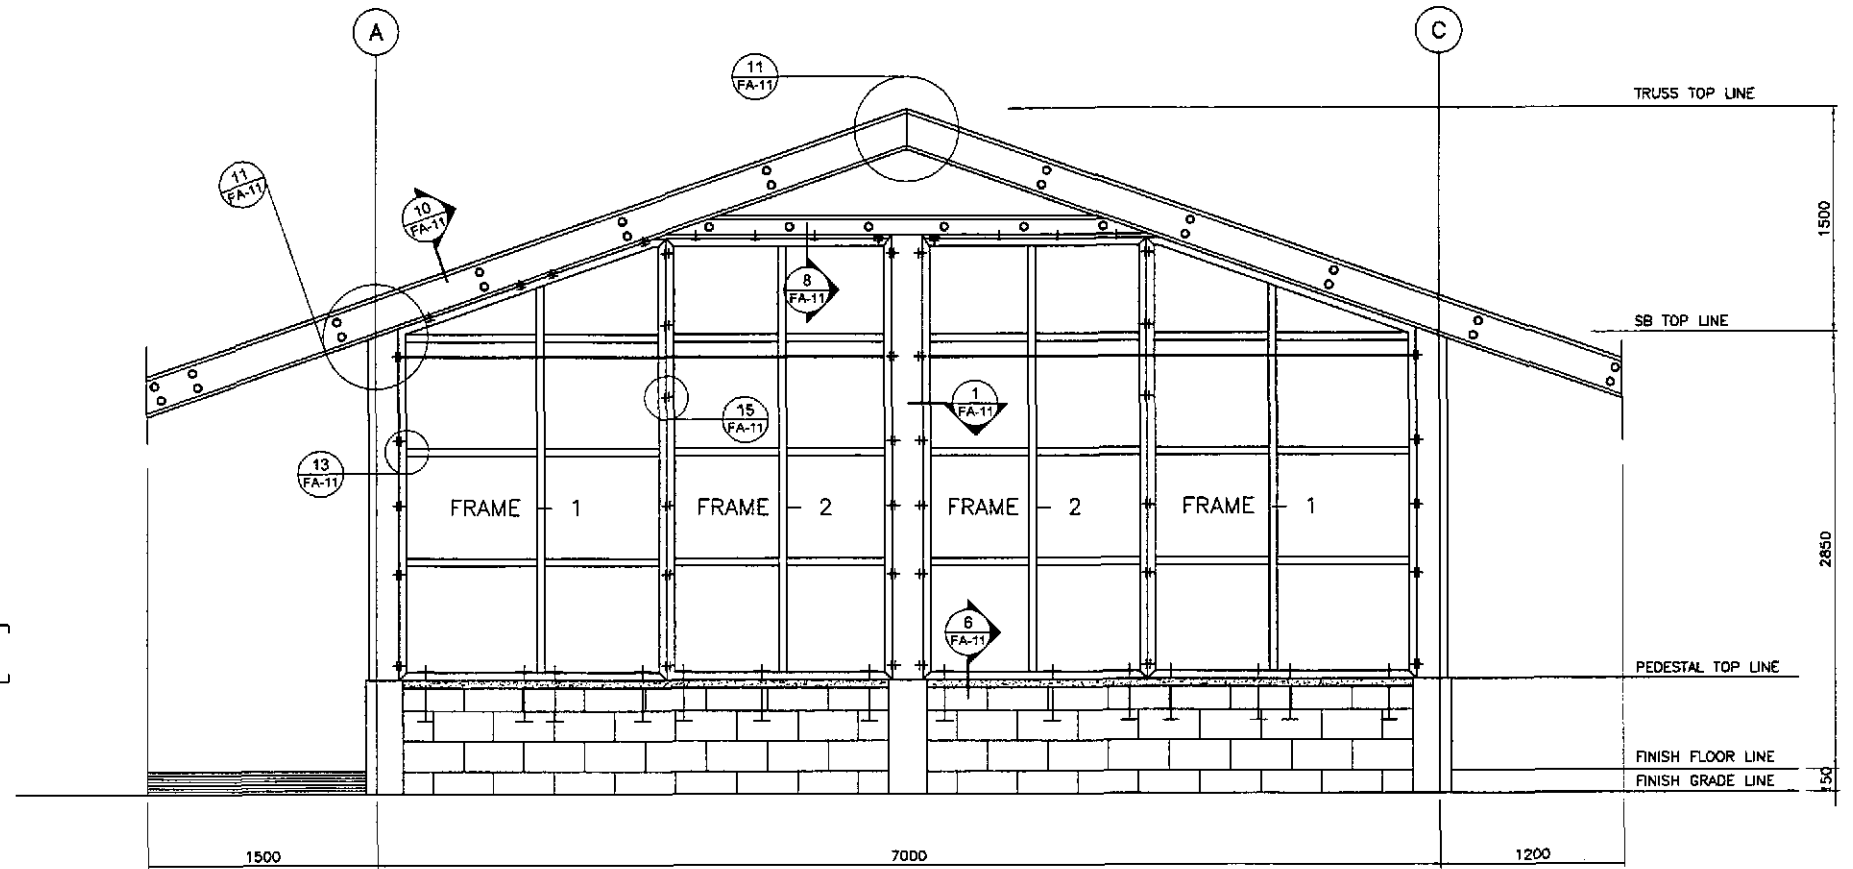 A
C
11
FA-11
TRUSS TOP LINE
11
FA-11
10
FA-11
1500
8
FA-11
SB TOP LINE
1
FA-11
15
FA-11
13
FA-11
FRAME - 1
FRAME - 2
FRAME - 2
FRAME - 1
2850
6
FA-11
PEDESTAL TOP LINE
FINISH FLOOR LINE
FINISH GRADE LINE
150
1500
7000
1200